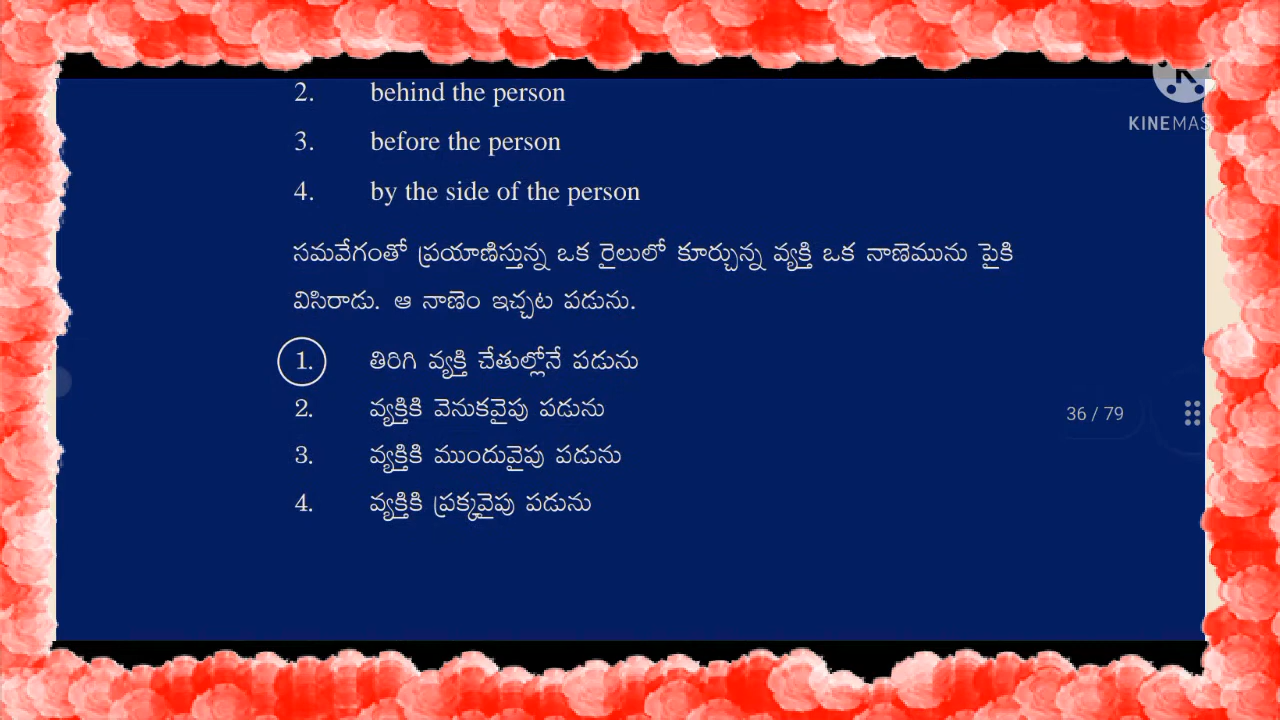 2. behind the person
KINEMAS
3. before the person
4. by the side of the person
సమవేగంతో ప్రయాణిస్తున్న ఒక రైలులో కూర్చున్న వ్యక్తి ఒక నాణెమును పైకి
విసిరాడు. ఆ నాణెం ఇచ్చట పడును.
1. తిరిగి వ్యక్తి చేతుల్లోనే పడును
2. వ్యక్తికి వెనుకవైపు పడును
36 / 79
3. వ్యక్తికి ముందువైపు పడును
4. వ్యక్తికి ప్రక్కవైపు పడును